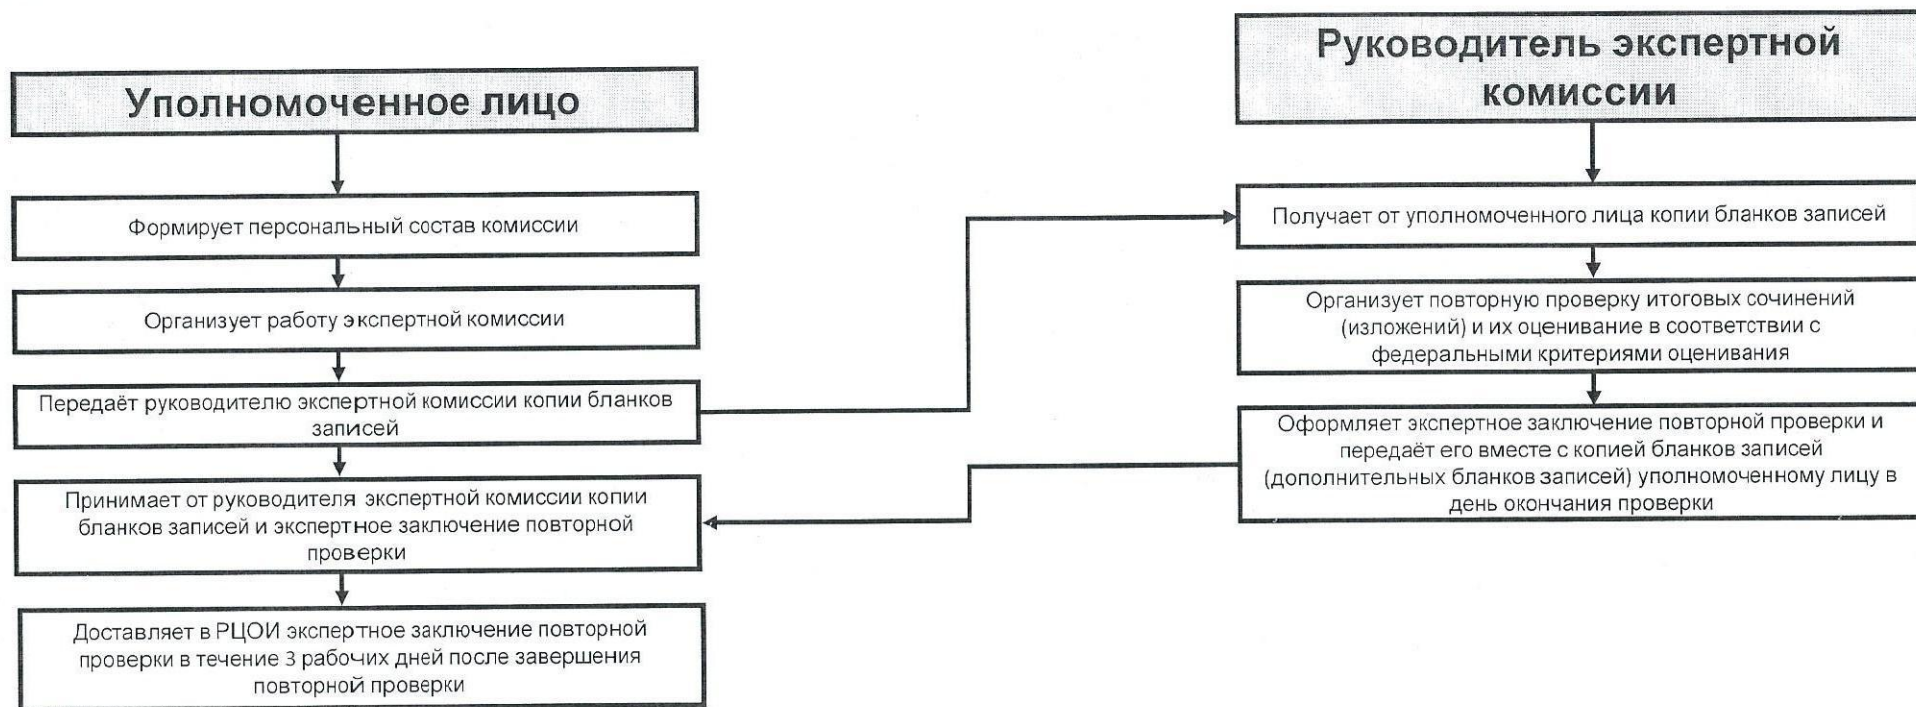 Уполномоченное лицо
Формирует персональный состав комиссии
Организует работу экспертной комиссии
Передаёт руководителю экспертной комиссии копии бланков
записей
Принимает от руководителя экспертной комиссии копии
бланков записей и экспертное заключение повторной
проверки
Доставляет в РЦОИ экспертное заключение повторной
проверки в течение 3 рабочих дней после завершения
повторной проверки
Руководитель экспертной
комиссии
Получает от уполномоченного лица копии бланков записей
Организует повторную проверку итоговых сочинений
(изложений) и их оценивание в соответствии с
федеральными критериями оценивания
Оформляет экспертное заключение повторной проверки и
передаёт его вместе с копией бланков записей
(дополнительных бланков записей) уполномоченному лицу в
день окончания проверки